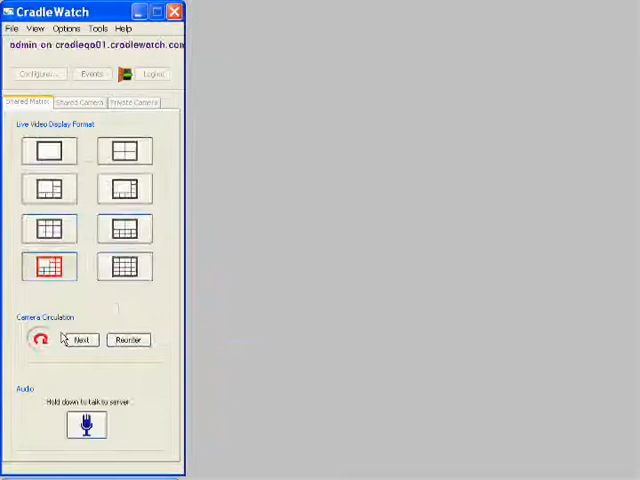 CradleWatch
File View Options Tools Help
admin on cradleqa01.cradlewatch.com
Configure... Events Logout
Shared Matrix Shared Camera Private Camera
Live Video Display Format
Camera Circulation
Next Reorder
Audio
Hold down to talk to server